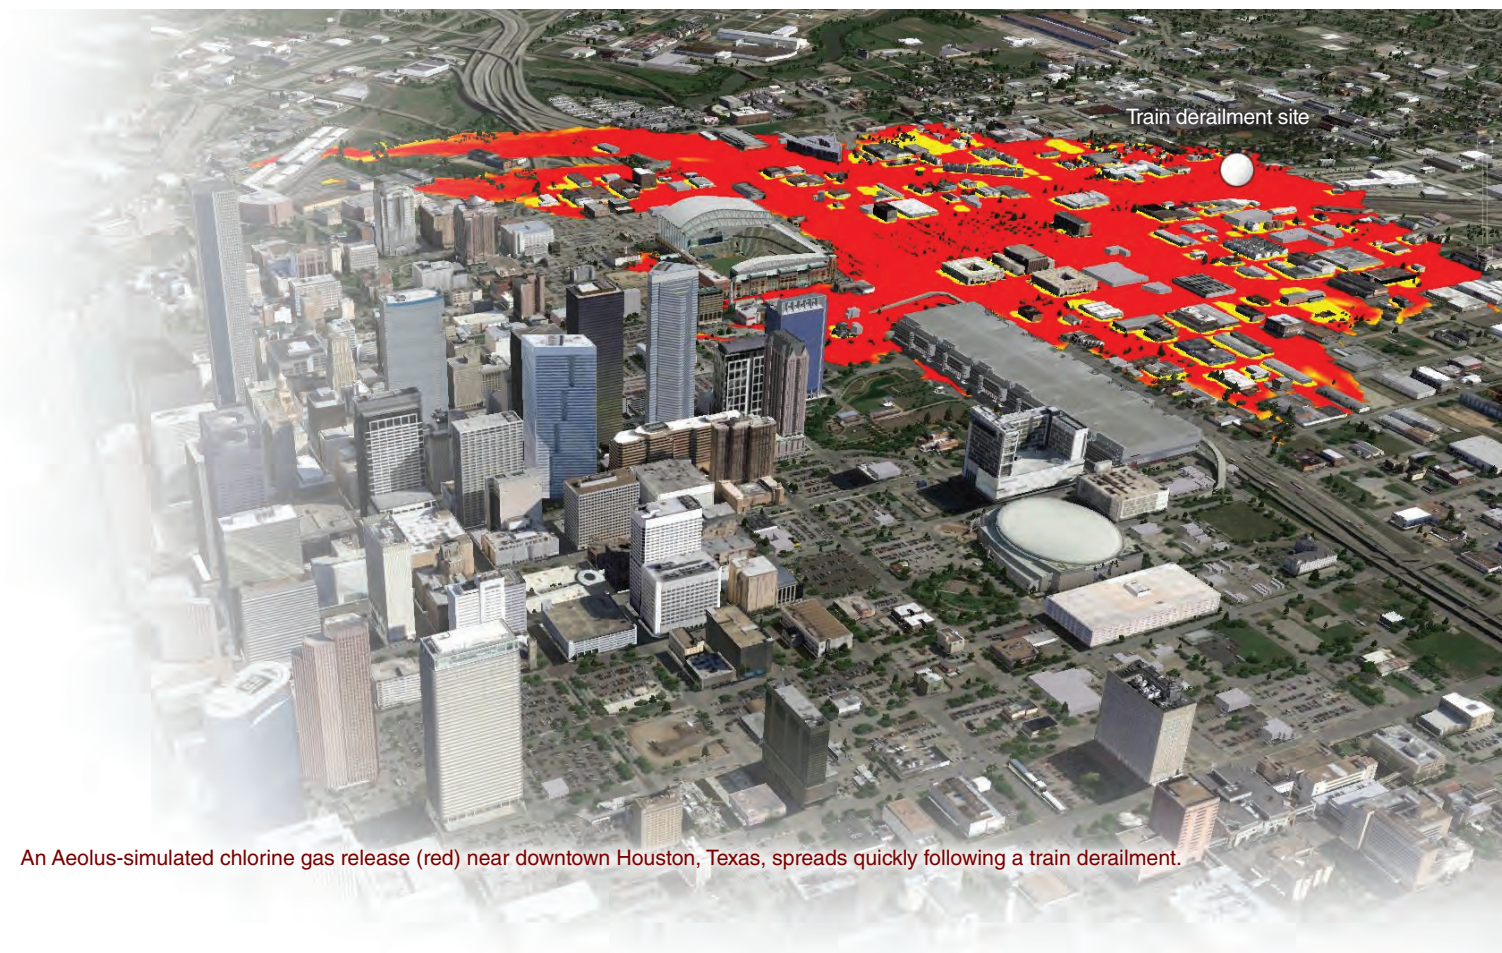 Train derailment site
An Aeolus-simulated chlorine gas release (red) near downtown Houston, Texas, spreads quickly following a train derailment.